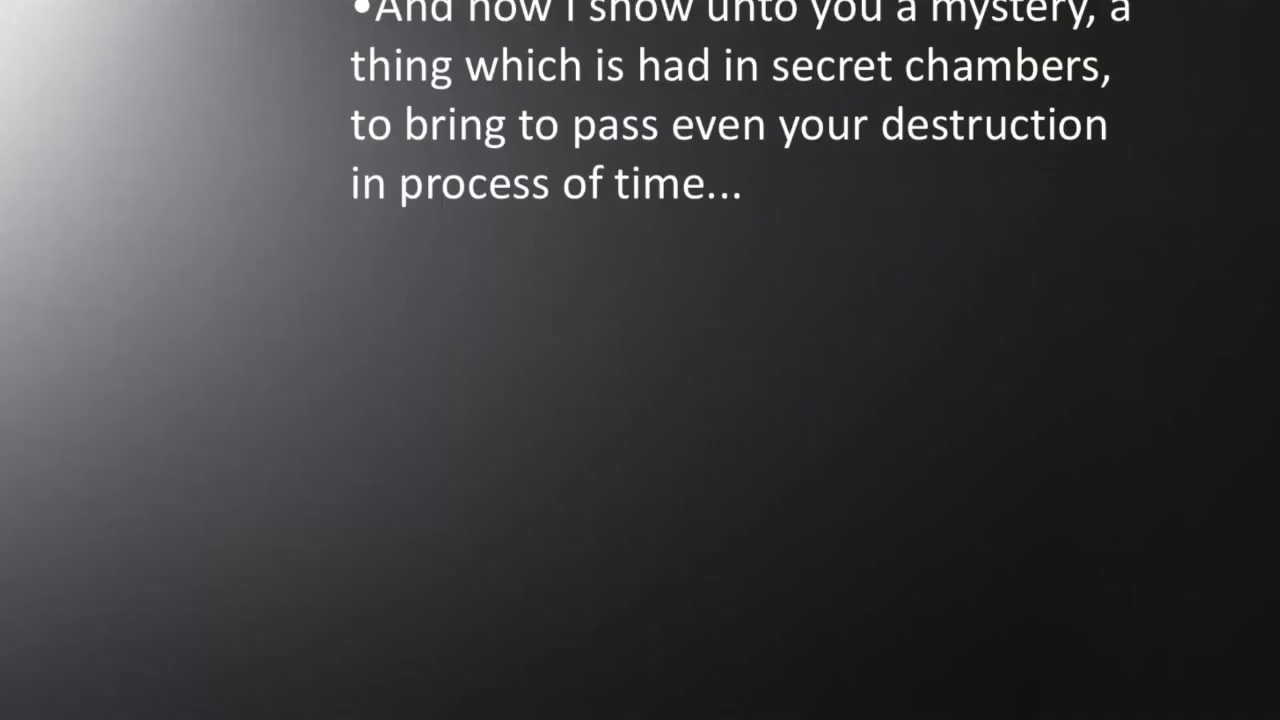 •And now I show unto you a mystery, a
thing which is had in secret chambers,
to bring to pass even your destruction
in process of time...